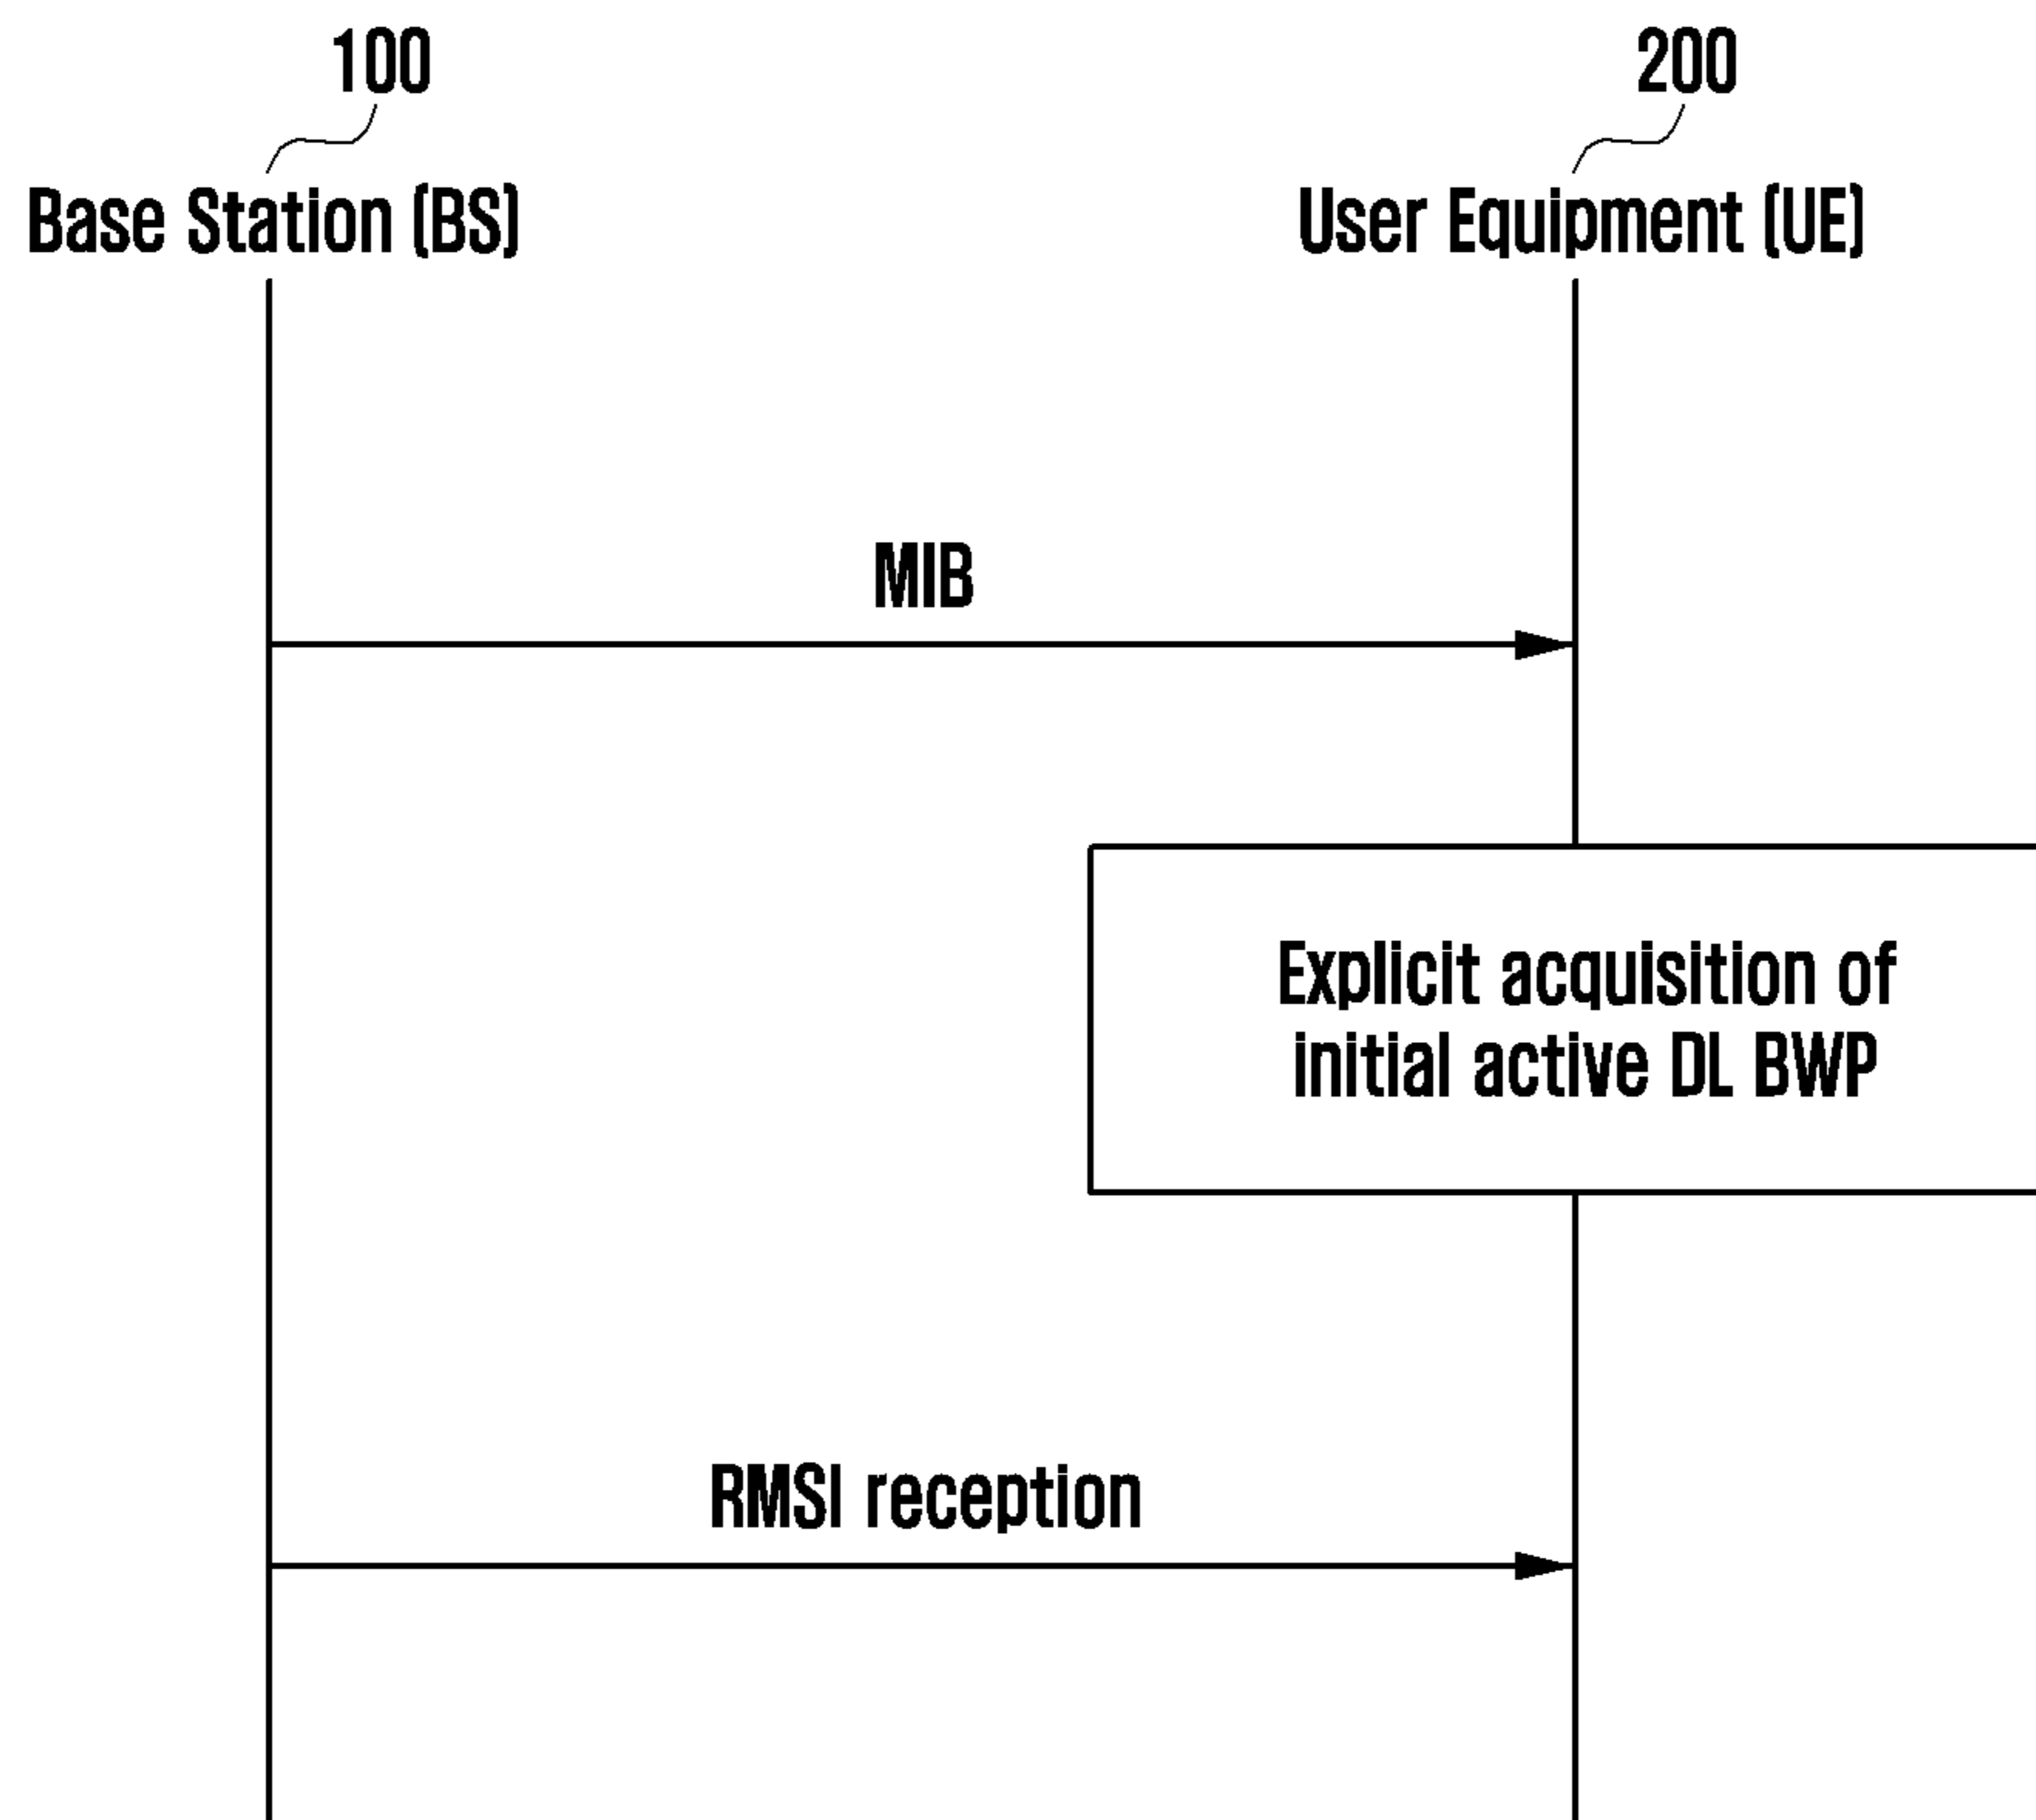 100
200
Base Station (BS)
User Equipment (UE)
MIB
Explicit acquisition of
initial active DL BWP
RMSI reception